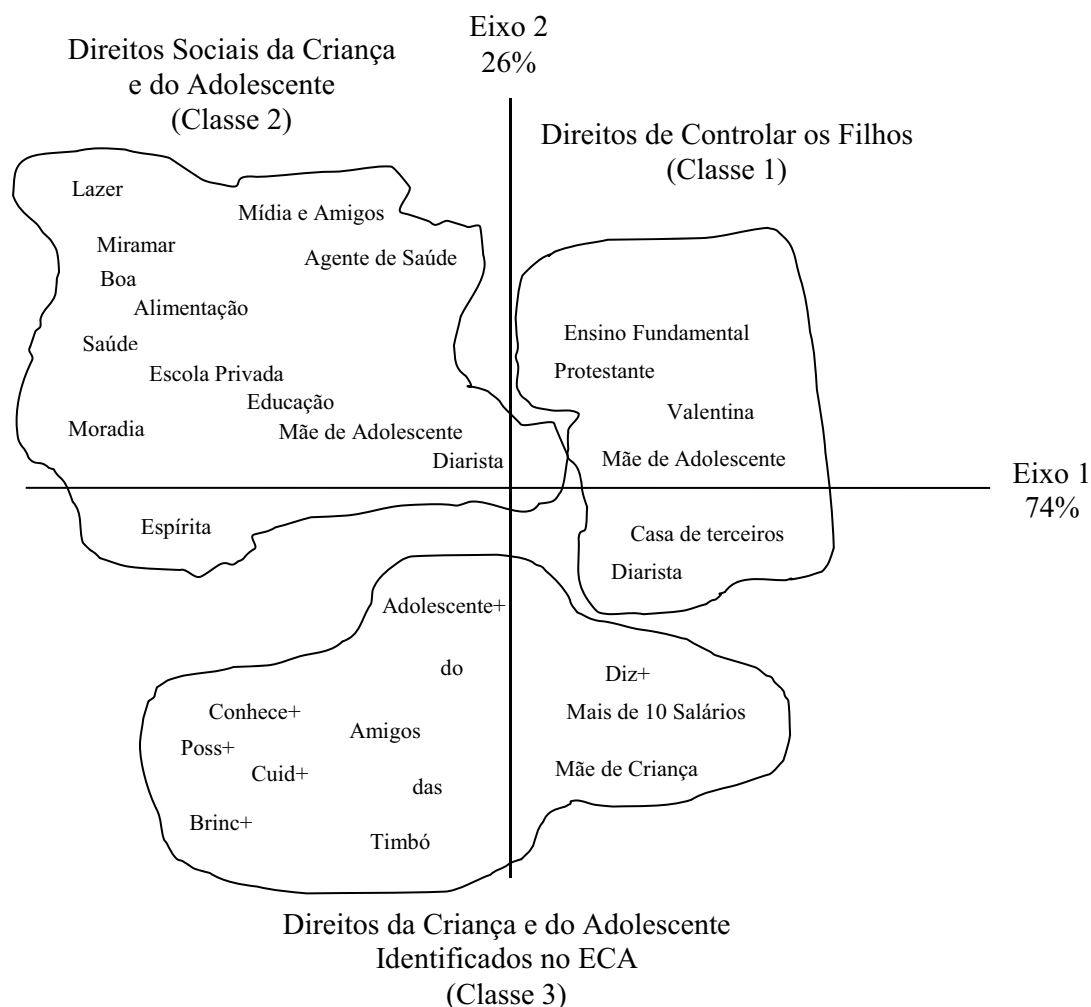 Direitos Sociais da Criança
e do Adolescente
(Classe 2)
Eixo 2
26%
Direitos de Controlar os Filhos
(Classe 1)
Lazer
Mídia e Amigos
Miramar
Agente de Saúde
Boa
Alimentação
Saúde
Escola Privada
Educação
Moradia
Mãe de Adolescente
Diarista
Espírita
Ensino Fundamental
Protestante
Valentina
Mãe de Adolescente
Casa de terceiros
Diarista
Eixo 1
74%
Adolescente+
do
Conhece+
Amigos
Poss+
Cuid+
das
Brinc+
Timbó
Diz+
Mais de 10 Salários
Mãe de Criança
Direitos da Criança e do Adolescente
Identificados no ECA
(Classe 3)